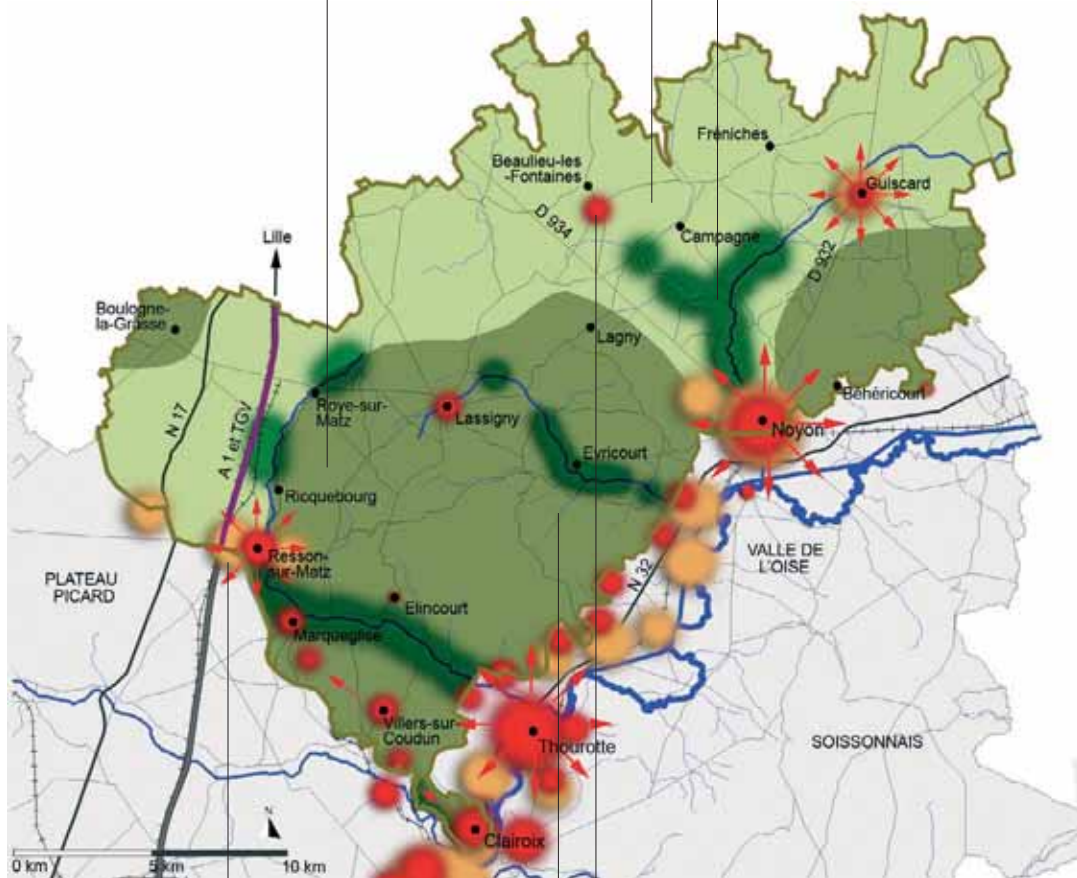 Fréniches
Beaulieu-les
-Fontaines
Guiscard
D 934
Campagne
Lille
D 932
Boulogne-
la-Grasse
Lagny
N 17
A 1 et TGV
Roye-sur-
Matz
Lassigny
Béhéricourt
Noyon
Evricourt
Ricquebourg
Resson-
sur-Matz
VALLE DE
L'OISE
N 32
PLATEAU
PICARD
Elincourt
Marqueglise
Villers-sur-
Coudun
Thourotte
SOISSONNAIS
Clairoix
N
0 km
5 km
10 km